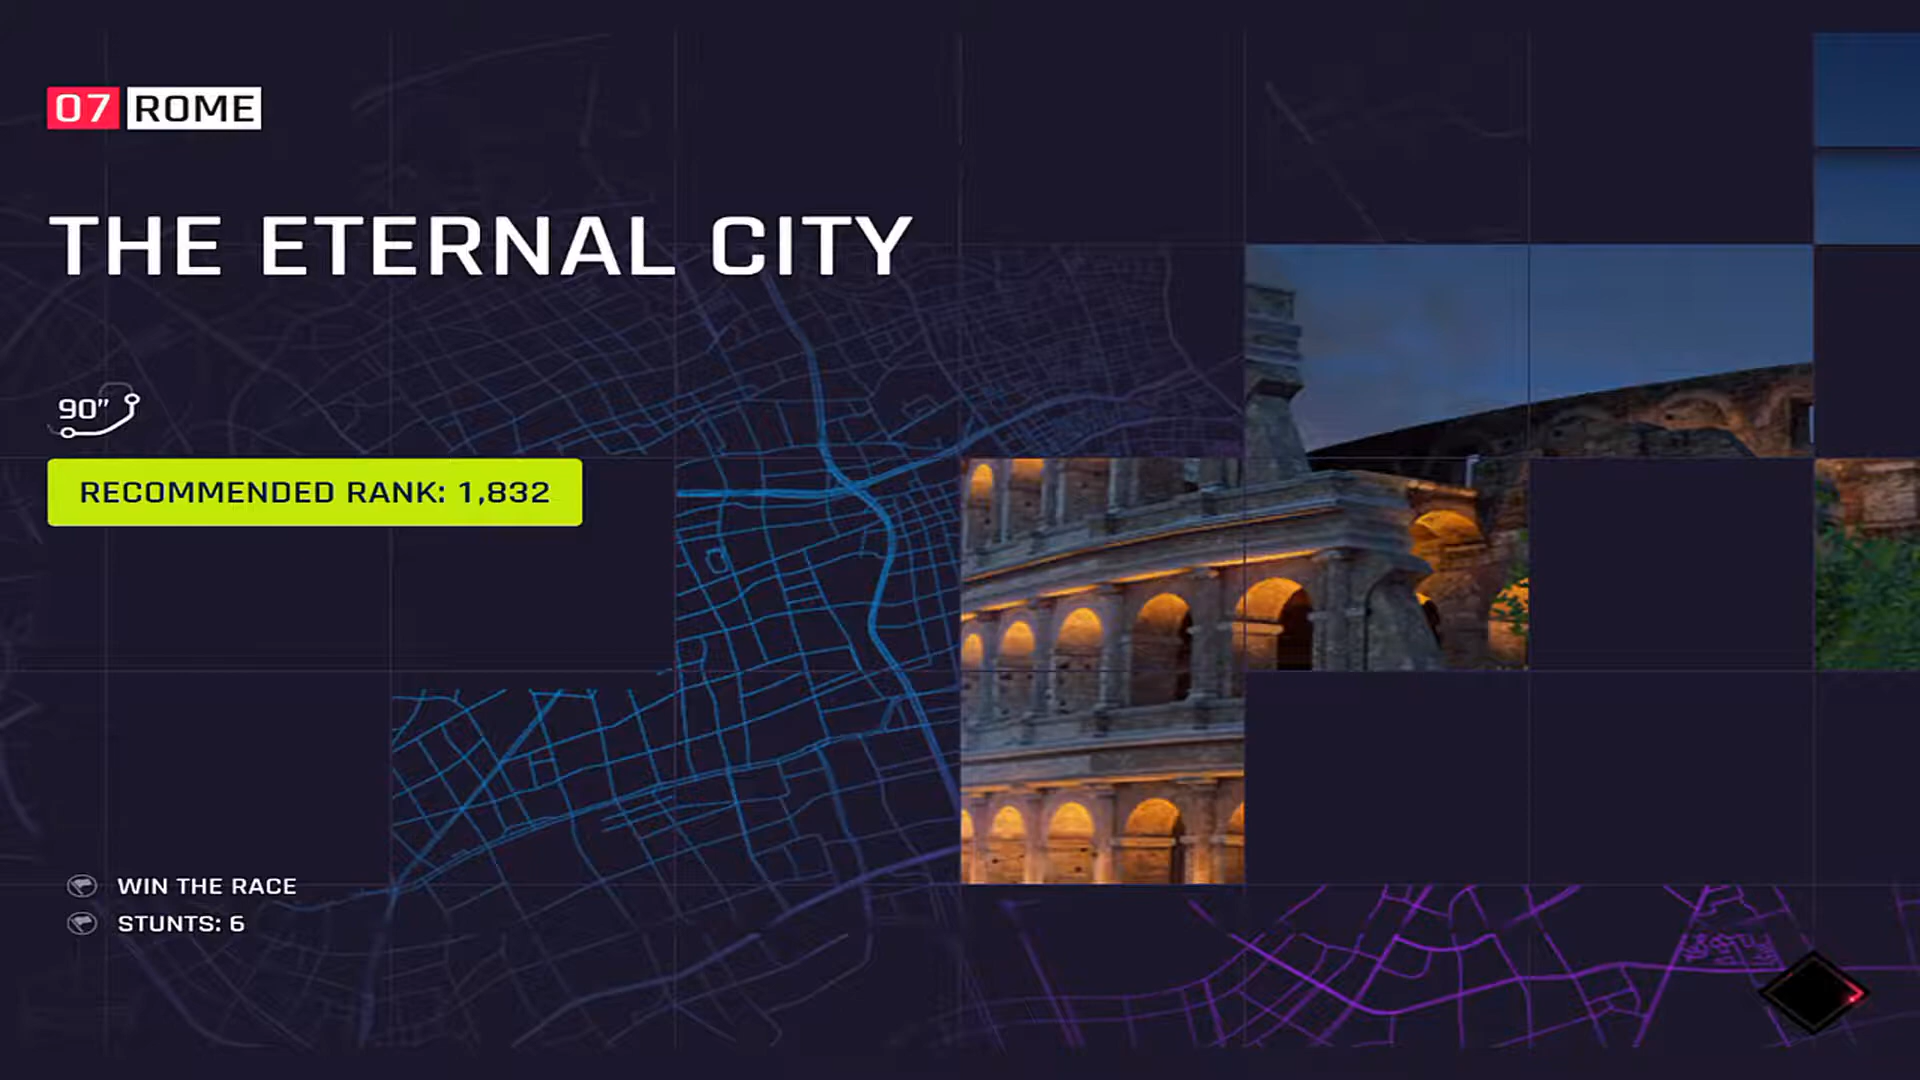 07 ROME
THE ETERNAL CITY
90"
RECOMMENDED RANK: 1,832
WIN THE RACE
STUNTS: 6